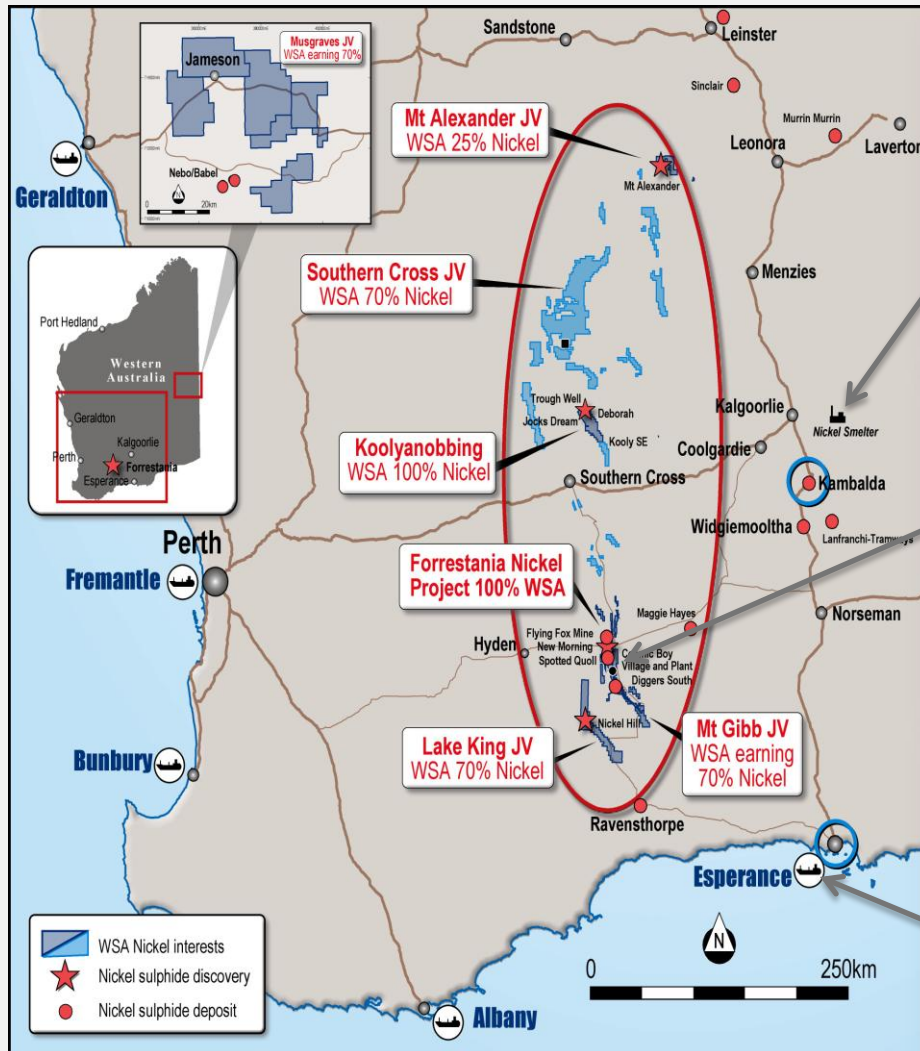 Musgraves JV
WSA earning 70%
Jameson
Nebo/Babel
N
0 20km
Sandstone
Leinster
Sinclair
Murrin Murrin
Leonora
Laverton
Mt Alexander JV
WSA 25% Nickel
Mt Alexander
Geraldton
Menzies
Southern Cross JV
WSA 70% Nickel
Port Hedland
Western
Australia
Geraldton
Kalgoorlie
Perth
Forrestania
Esperance
Trough Well
Deborah
Jocks Dream
Kooly SE
Koolyanobbing
WSA 100% Nickel
Kalgoorlie
Nickel Smelter
Coolgardie
Southern Cross
Kambalda
Widgiemooltha
Lanfranchi-Tramways
Perth
Fremantle
Forrestania Nickel
Project 100% WSA
Maggie Hayes
Norseman
Hyden
Flying Fox Mine
New Morning
Spotted Quoll
Boy
Village and Plant
Diggers South
Nickel Hill
Mt Gibb JV
WSA earning
70% Nickel
Lake King JV
WSA 70% Nickel
Bunbury
Ravensthorpe
Esperance
N
0 250km
WSA Nickel interests
Nickel sulphide discovery
Nickel sulphide deposit
Albany